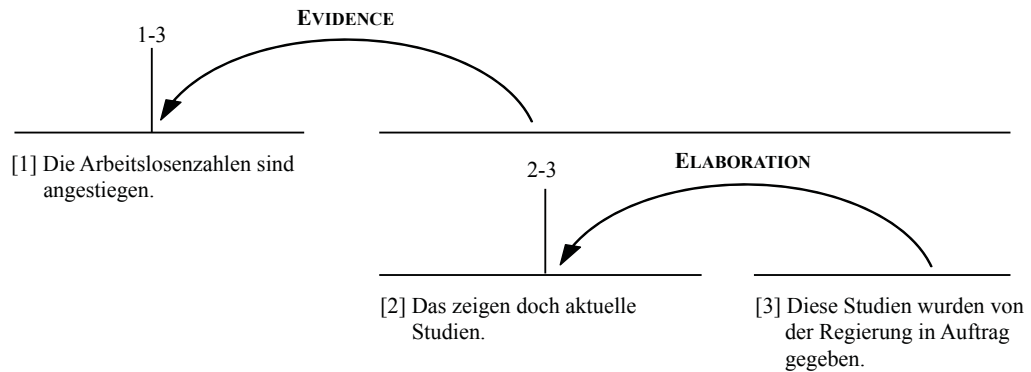 EVIDENCE
1-3
[1] Die Arbeitslosenzahlen sind
angestiegen.
ELABORATION
2-3
[2] Das zeigen doch aktuelle
Studien.
[3] Diese Studien wurden von
der Regierung in Auftrag
gegeben.